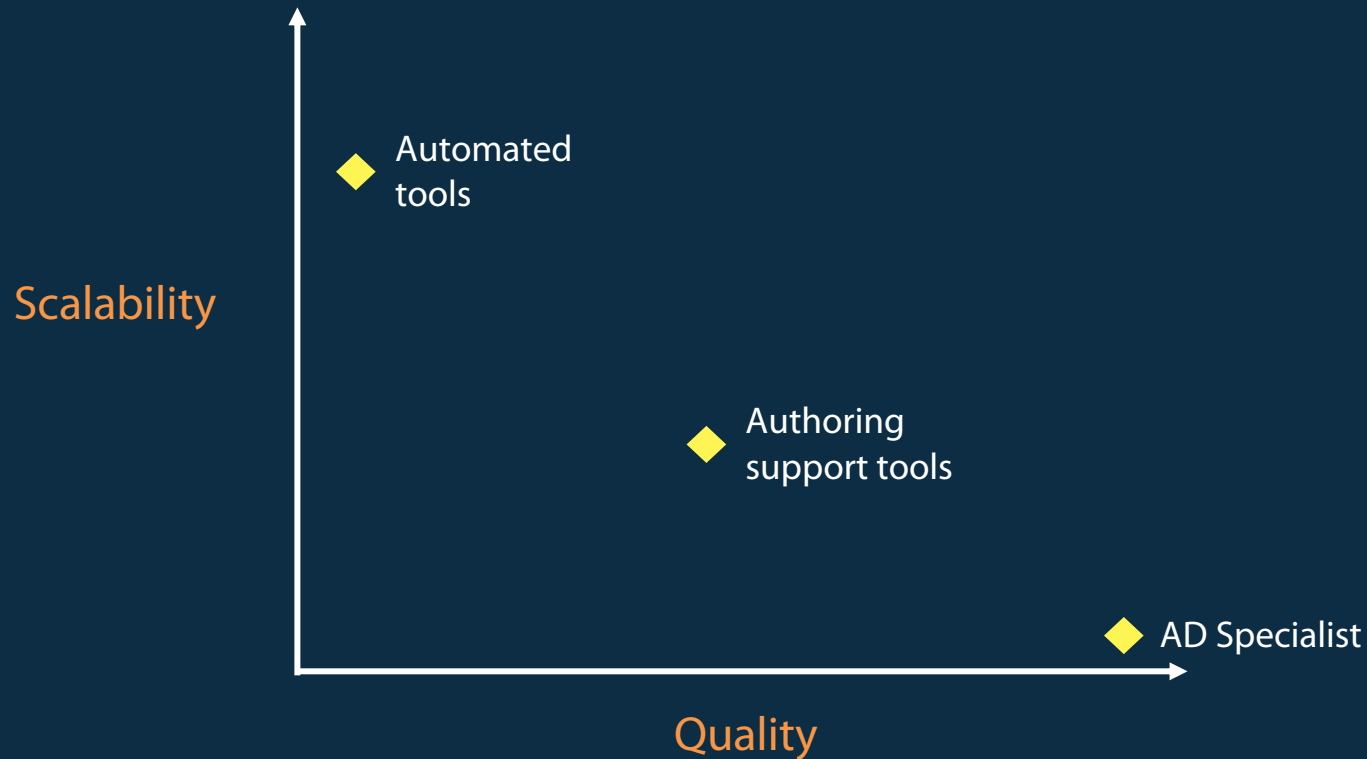 Automated
tools
Scalability
Authoring
support tools
AD Specialist
Quality